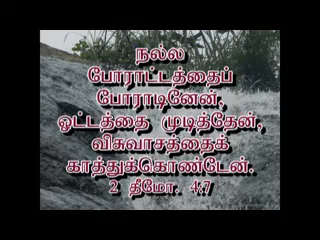 நல்ல
போராட்டத்தைப்
போராடினேன்,
ஓட்டத்தை முடித்தேன்,
விசுவாசத்தைக்
காத்துக்கொண்டேன்.
2 தீமோ. 4:7